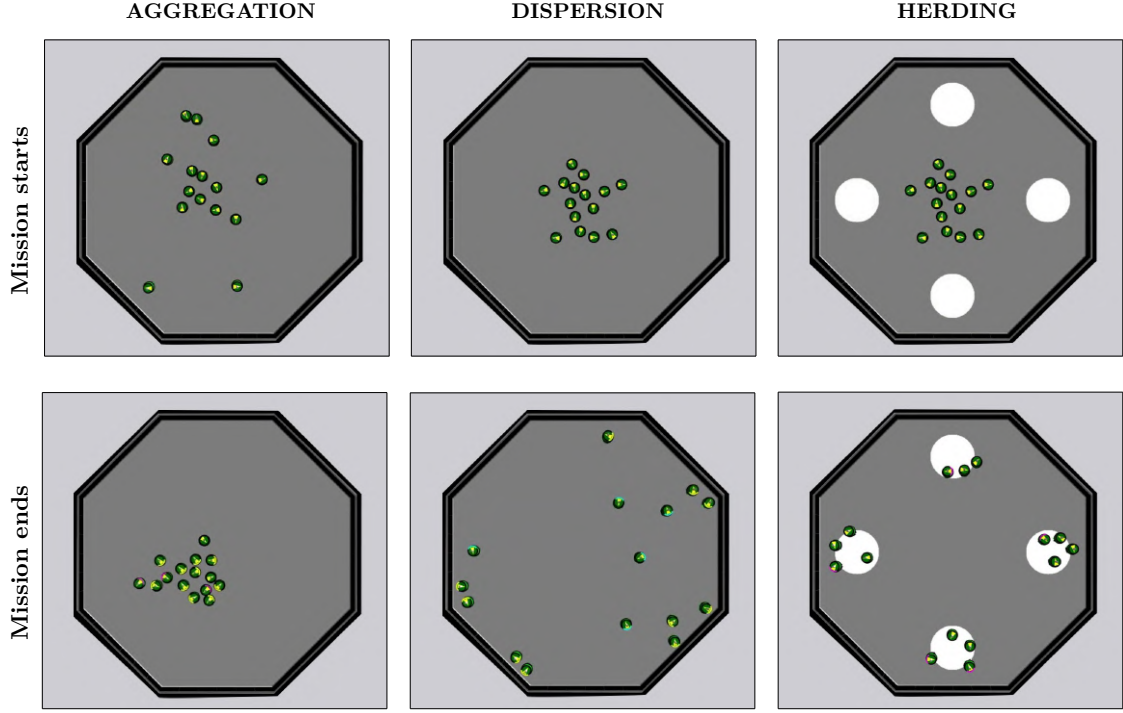 AGGREGATION
DISPERSION
HERDING
Mission starts
Mission ends